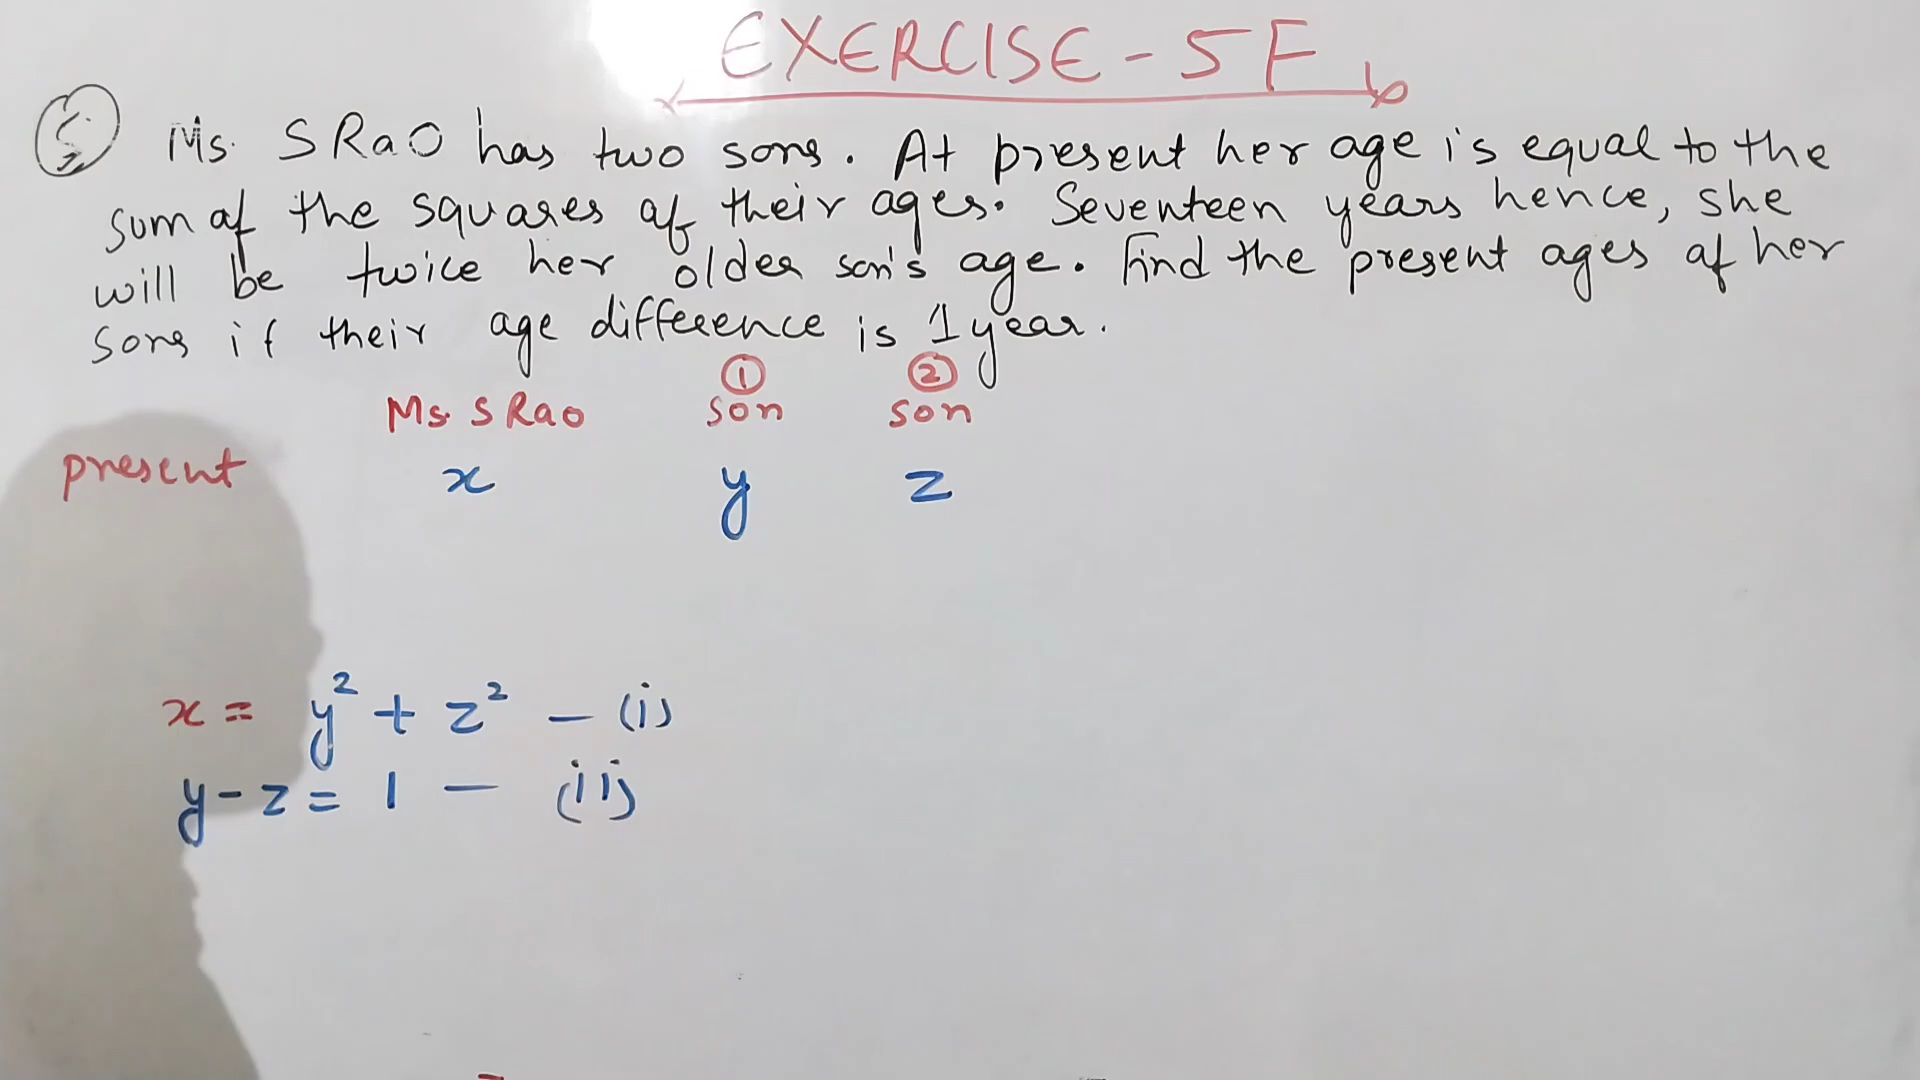 EXERCISE - 5F
5. Ms. S Rao has two sons. At present her age is equal to the
sum of the squares of their ages. Seventeen years hence, she
will be twice her older son's age. Find the present ages of her
sons if their age difference is 1 year.
① ②
Ms. S Rao son son
present x y z
x = y² + z² — (i)
y - z = 1 — (ii)